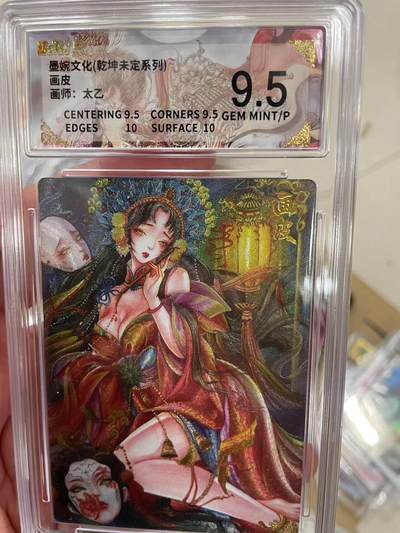 墨婉文化(乾坤未定系列)
画皮
画师：太乙
9.5
CENTERING 9.5 CORNERS 9.5 GEM MINT/P
EDGES 10 SURFACE 10
画皮